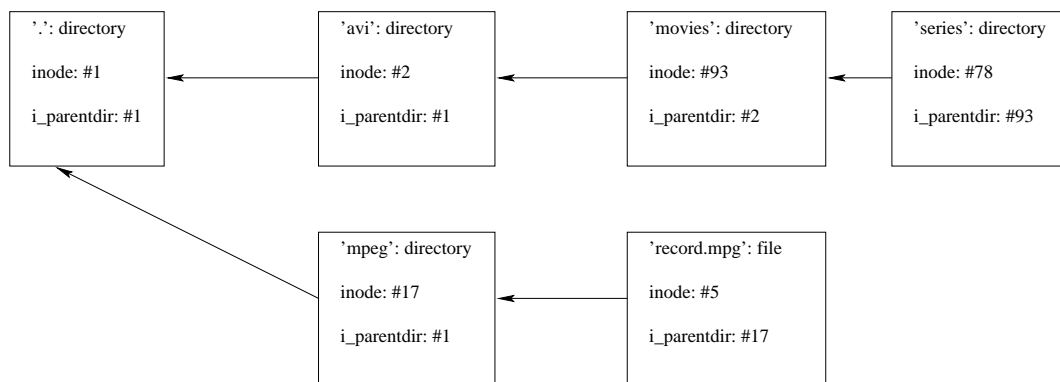 ’.’: directory
inode: #1
i_parentdir: #1
’avi’: directory
inode: #2
i_parentdir: #1
’movies’: directory
inode: #93
i_parentdir: #2
’series’: directory
inode: #78
i_parentdir: #93
’mpeg’: directory
inode: #17
i_parentdir: #1
’record.mpg’: file
inode: #5
i_parentdir: #17